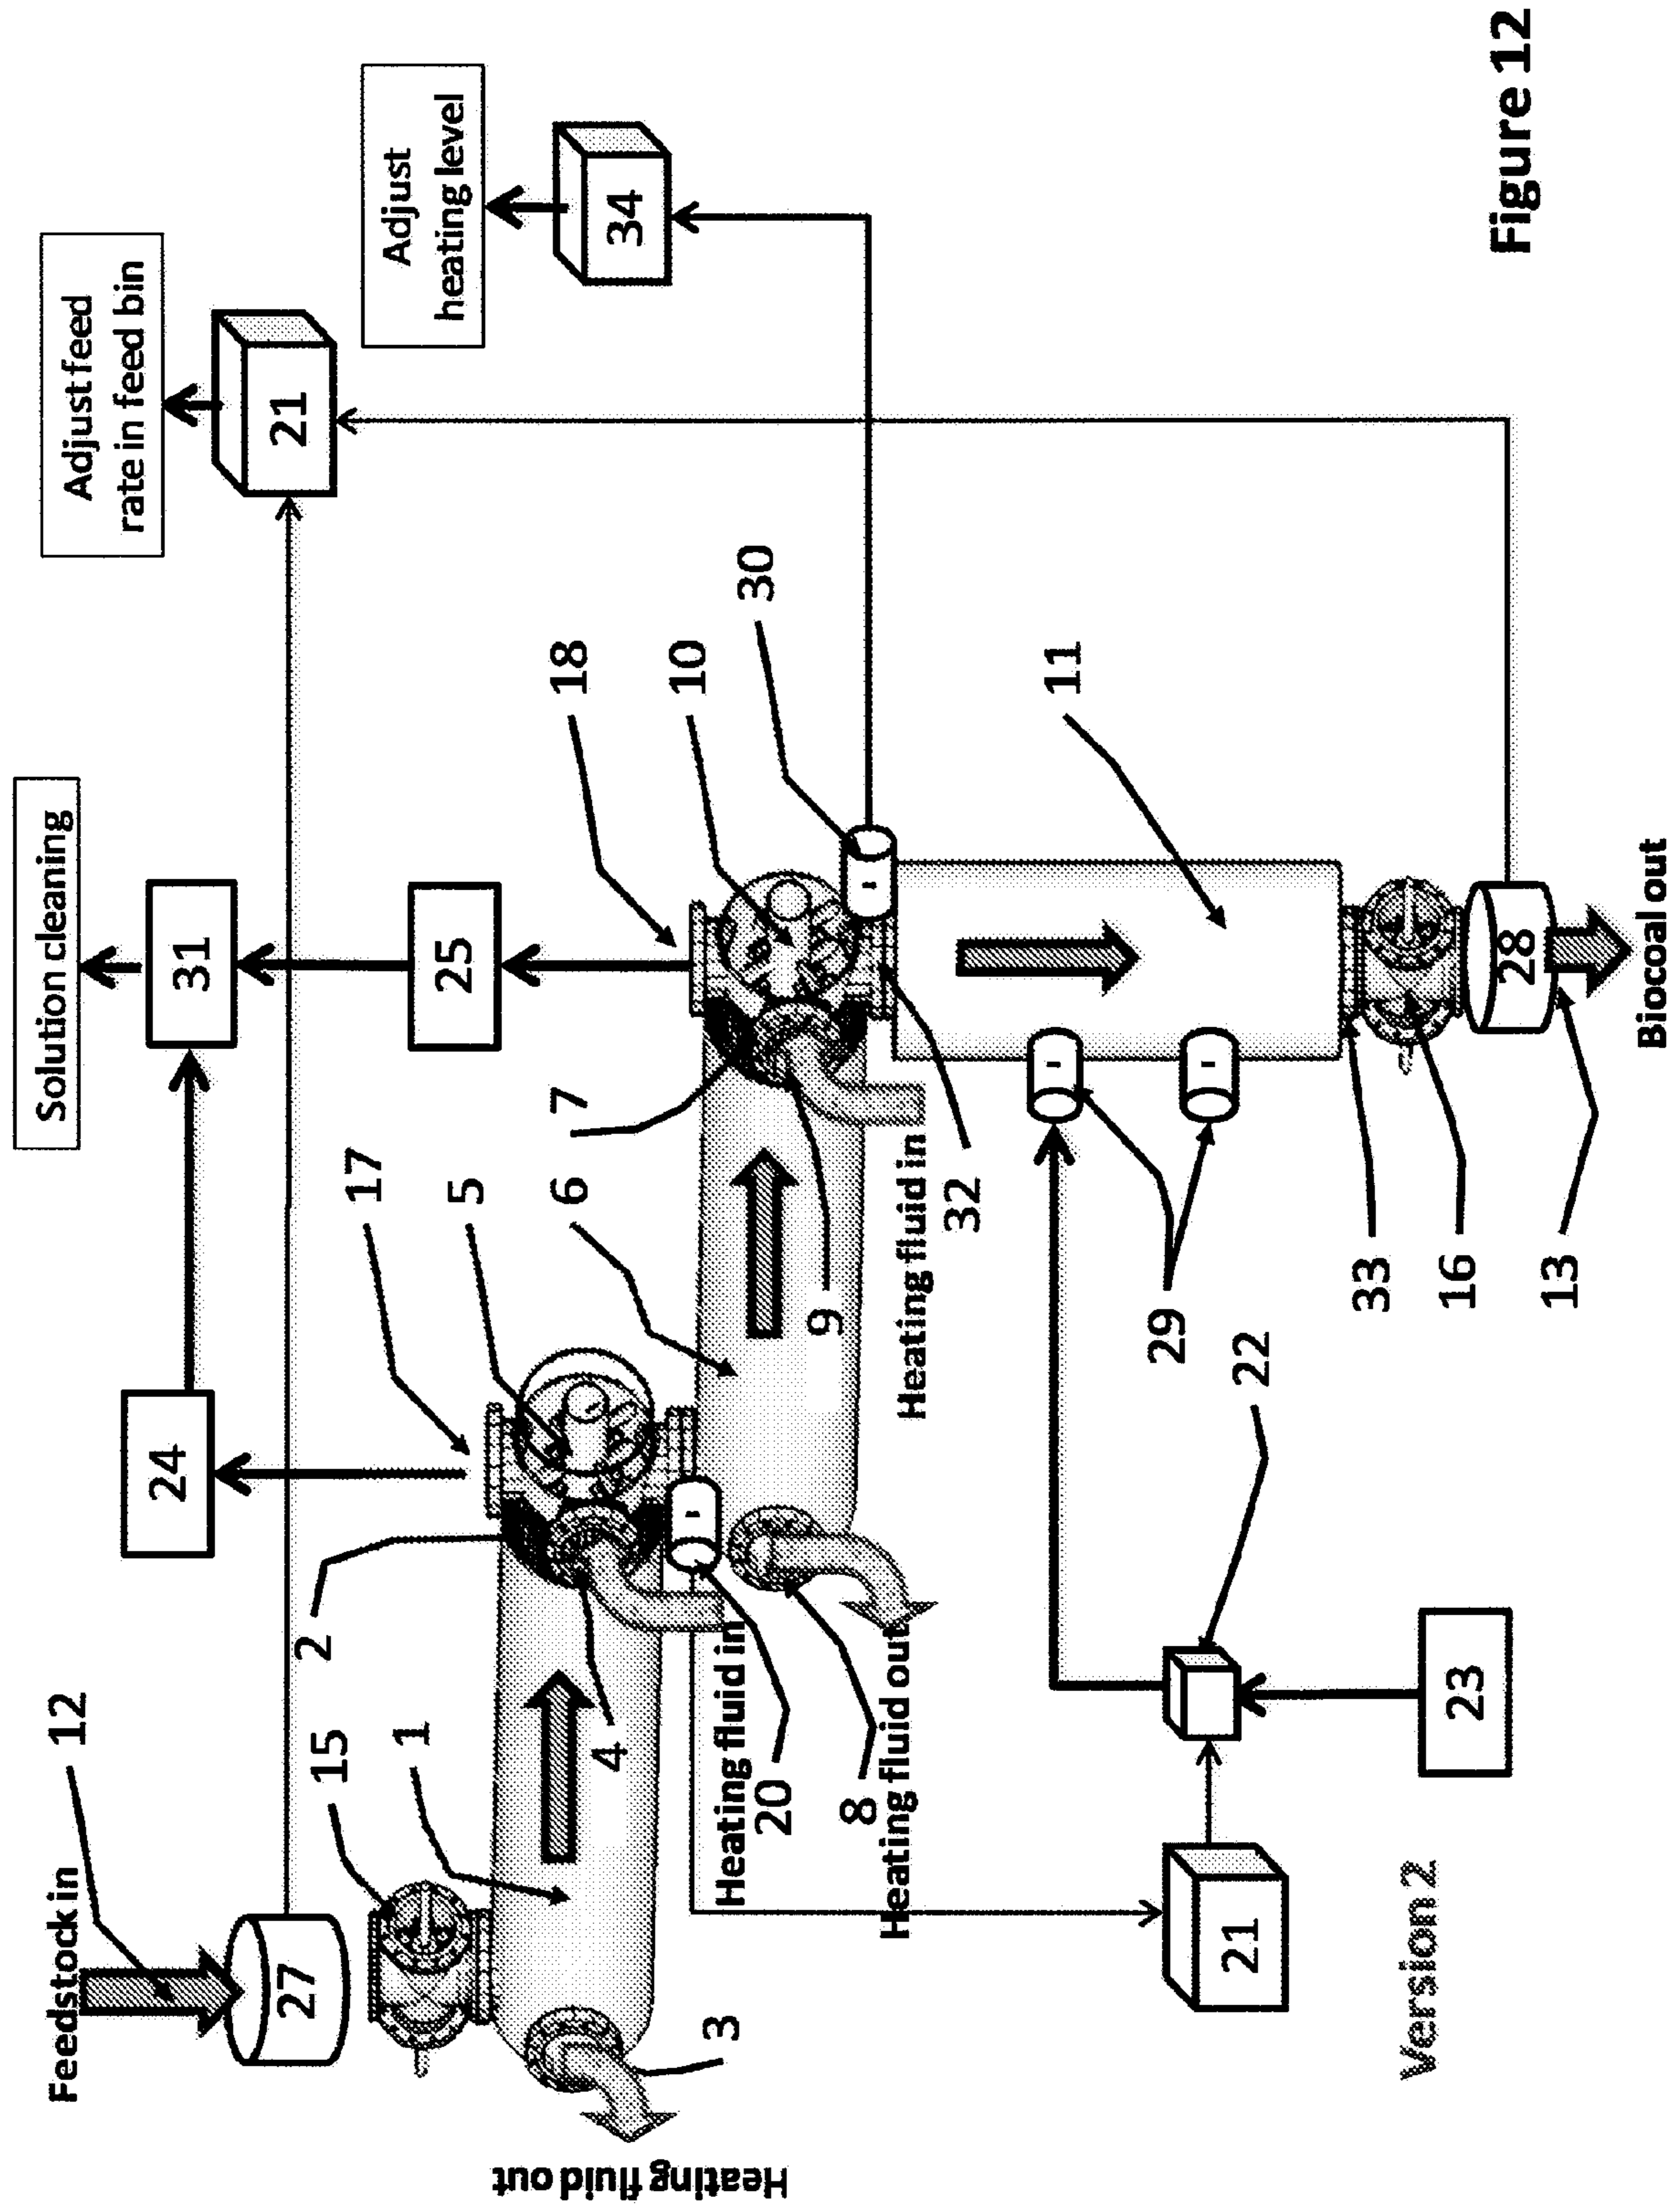 Figure 12
Feedstock in
12
27
15
1
3
Heating fluid out
2
4
Heating fluid in
20
8
Heating fluid out
17
5
6
24
31
Solution cleaning
25
7
18
10
9
Heating fluid in
32
30
11
21
Adjust feed
rate in feed bin
34
Adjust
heating level
29
22
23
21
33
16
13
28
Biocoal out
Version 2